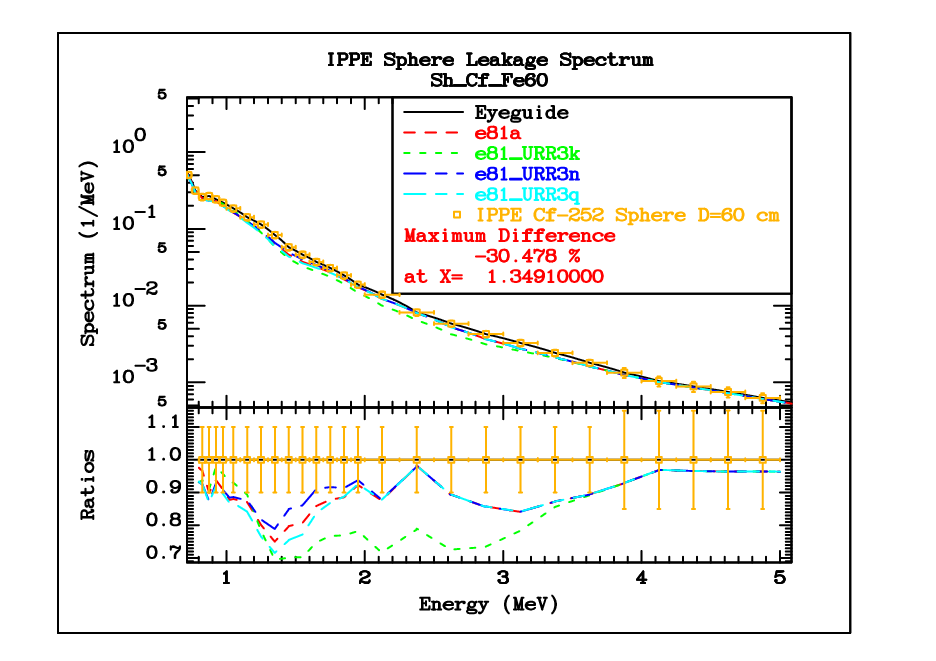 IPPE Sphere Leakage Spectrum
Sh_Cf_Fe60
5
10^0
5
10^-1
5
10^-2
5
10^-3
5
Spectrum (1/MeV)
Eyeguide
e81a
e81_URR3k
e81_URR3n
e81_URR3q
IPPE Cf-252 Sphere D=60 cm
Maximum Difference
-30.478 %
at X= 1.34910000
1.1
1.0
0.9
0.8
0.7
Ratios
1 2 3 4 5
Energy (MeV)